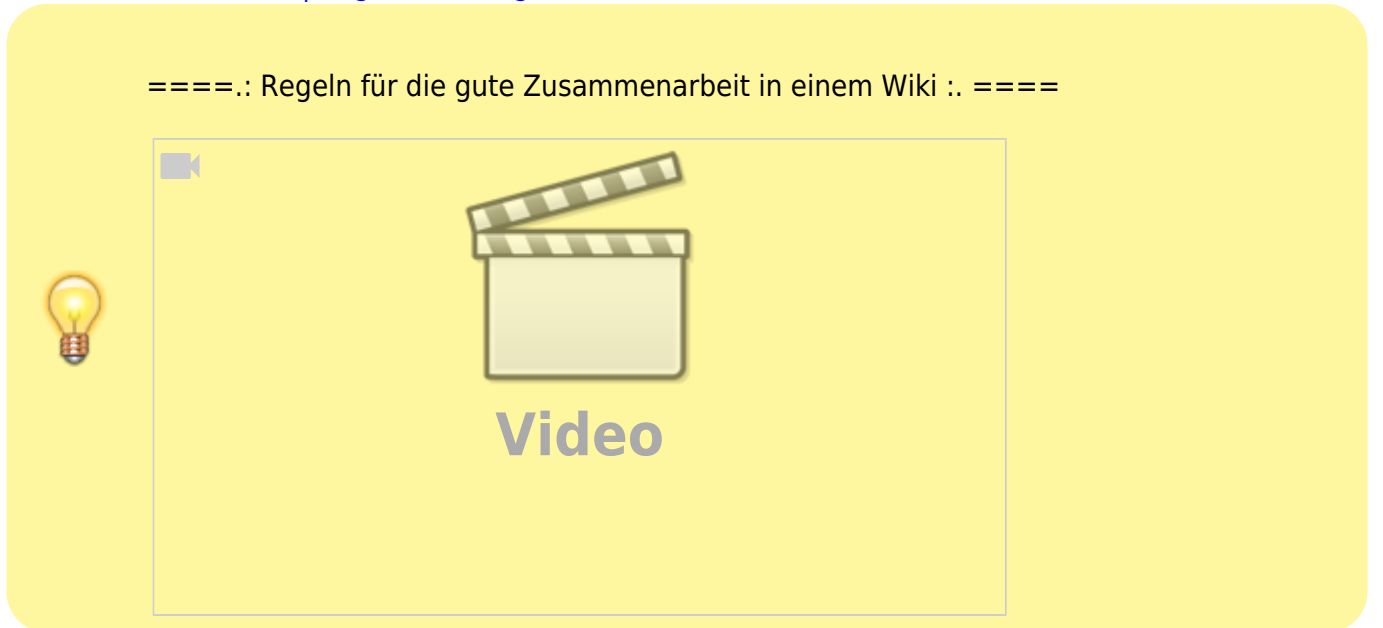 ====.: Regeln für die gute Zusammenarbeit in einem Wiki :. ====
Video